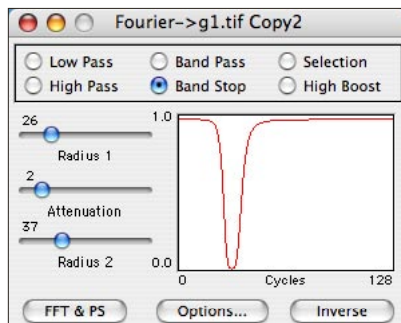 Fourier->g1.tif Copy2
Low Pass Band Pass Selection
High Pass Band Stop High Boost
26
Radius 1
2
Attenuation
37
Radius 2
1.0
0.0
0 Cycles 128
FFT & PS Options... Inverse